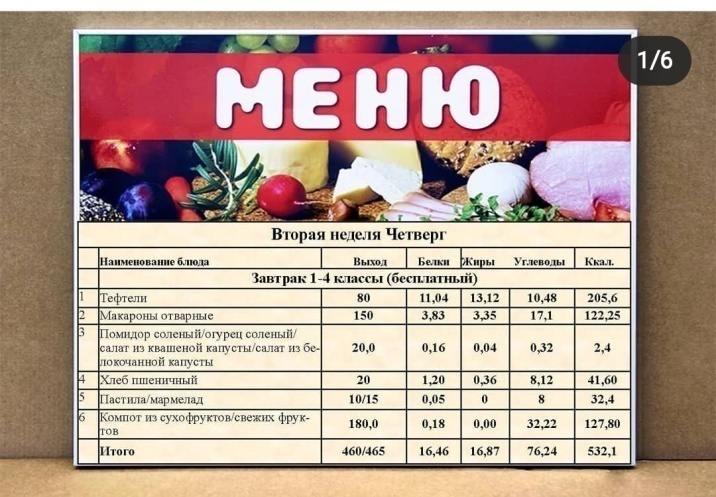 1/6
МЕНЮ
Вторая неделя Четверг
Наименование блюда Выход Белки Жиры Углеводы Ккал.
Завтрак 1-4 классы (бесплатный)
1 Тефтели 80 11,04 13,12 10,48 205,6
2 Макароны отварные 150 3,83 3,35 17,1 122,25
3 Помидор соленый/огурец соленый/
салат из квашеной капусты/салат из бе-
локочанной капусты 20,0 0,16 0,04 0,32 2,4
4 Хлеб пшеничный 20 1,20 0,36 8,12 41,60
5 Пастила/мармелад 10/15 0,05 0 8 32,4
6 Компот из сухофруктов/свежих фрук-
тов 180,0 0,18 0,00 32,22 127,80
Итого 460/465 16,46 16,87 76,24 532,1